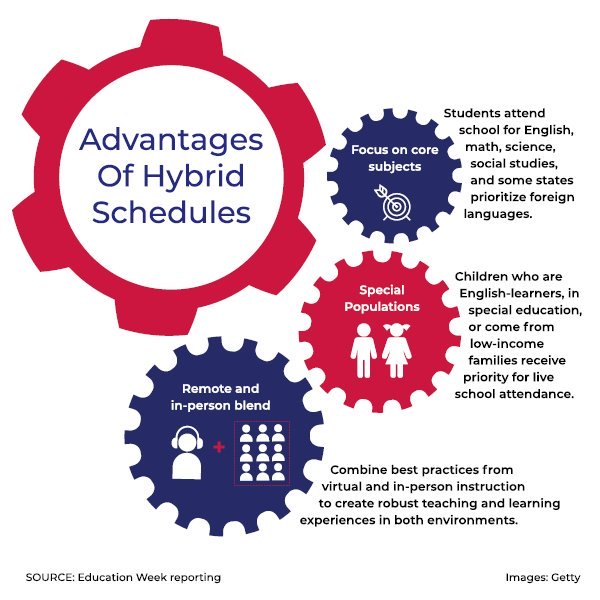 Advantages
Of Hybrid
Schedules
Focus on core
subjects
Students attend
school for English,
math, science,
social studies,
and some states
prioritize foreign
languages.
Special
Populations
Children who are
English-learners, in
special education,
or come from
low-income
families receive
priority for live
school attendance.
Remote and
in-person blend
+
Combine best practices from
virtual and in-person instruction
to create robust teaching and learning
experiences in both environments.
SOURCE: Education Week reporting
Images: Getty